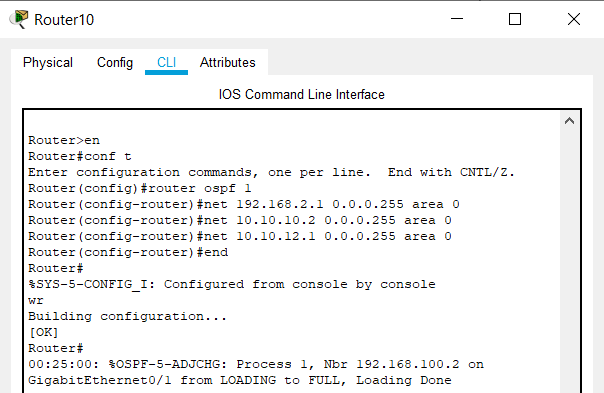 Router10
Physical Config CLI Attributes
IOS Command Line Interface
Router>en
Router#conf t
Enter configuration commands, one per line.  End with CNTL/Z.
Router(config)#router ospf 1
Router(config-router)#net 192.168.2.1 0.0.0.255 area 0
Router(config-router)#net 10.10.10.2 0.0.0.255 area 0
Router(config-router)#net 10.10.12.1 0.0.0.255 area 0
Router(config-router)#end
Router#
%SYS-5-CONFIG_I: Configured from console by console
wr
Building configuration...
[OK]
Router#
00:25:00: %OSPF-5-ADJCHG: Process 1, Nbr 192.168.100.2 on
GigabitEthernet0/1 from LOADING to FULL, Loading Done